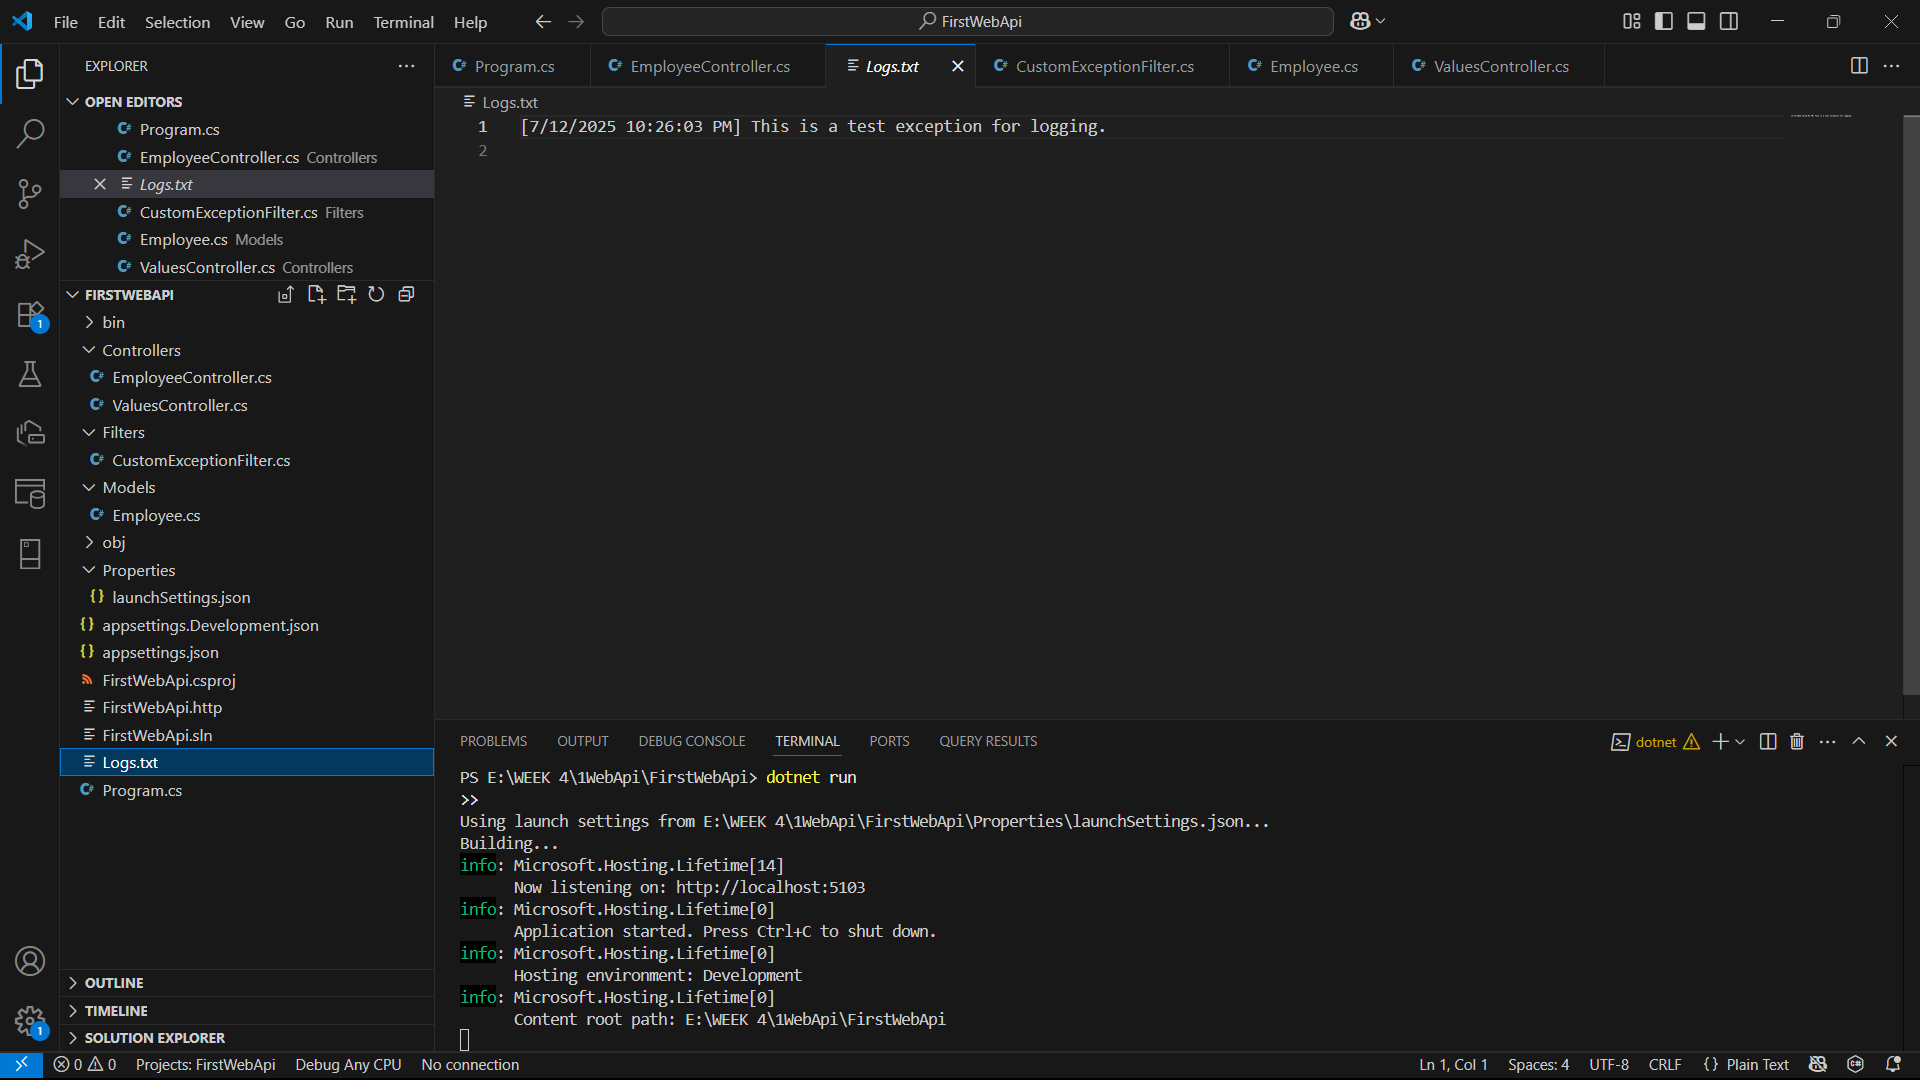 File Edit Selection View Go Run Terminal Help
FirstWebApi
EXPLORER
OPEN EDITORS
Program.cs
EmployeeController.cs Controllers
Logs.txt
CustomExceptionFilter.cs Filters
Employee.cs Models
ValuesController.cs Controllers
FIRSTWEBAPI
bin
Controllers
EmployeeController.cs
ValuesController.cs
Filters
CustomExceptionFilter.cs
Models
Employee.cs
obj
Properties
launchSettings.json
appsettings.Development.json
appsettings.json
FirstWebApi.csproj
FirstWebApi.http
FirstWebApi.sln
Logs.txt
Program.cs
OUTLINE
TIMELINE
SOLUTION EXPLORER
1
1
Program.cs EmployeeController.cs Logs.txt CustomExceptionFilter.cs Employee.cs ValuesController.cs
Logs.txt
1 [7/12/2025 10:26:03 PM] This is a test exception for logging.
2
PROBLEMS OUTPUT DEBUG CONSOLE TERMINAL PORTS QUERY RESULTS
dotnet
PS E:\WEEK 4\1WebApi\FirstWebApi> dotnet run
>>
Using launch settings from E:\WEEK 4\1WebApi\FirstWebApi\Properties\launchSettings.json...
Building...
info: Microsoft.Hosting.Lifetime[14]
Now listening on: http://localhost:5103
info: Microsoft.Hosting.Lifetime[0]
Application started. Press Ctrl+C to shut down.
info: Microsoft.Hosting.Lifetime[0]
Hosting environment: Development
info: Microsoft.Hosting.Lifetime[0]
Content root path: E:\WEEK 4\1WebApi\FirstWebApi
0 0 Projects: FirstWebApi Debug Any CPU No connection
Ln 1, Col 1 Spaces: 4 UTF-8 CRLF {} Plain Text